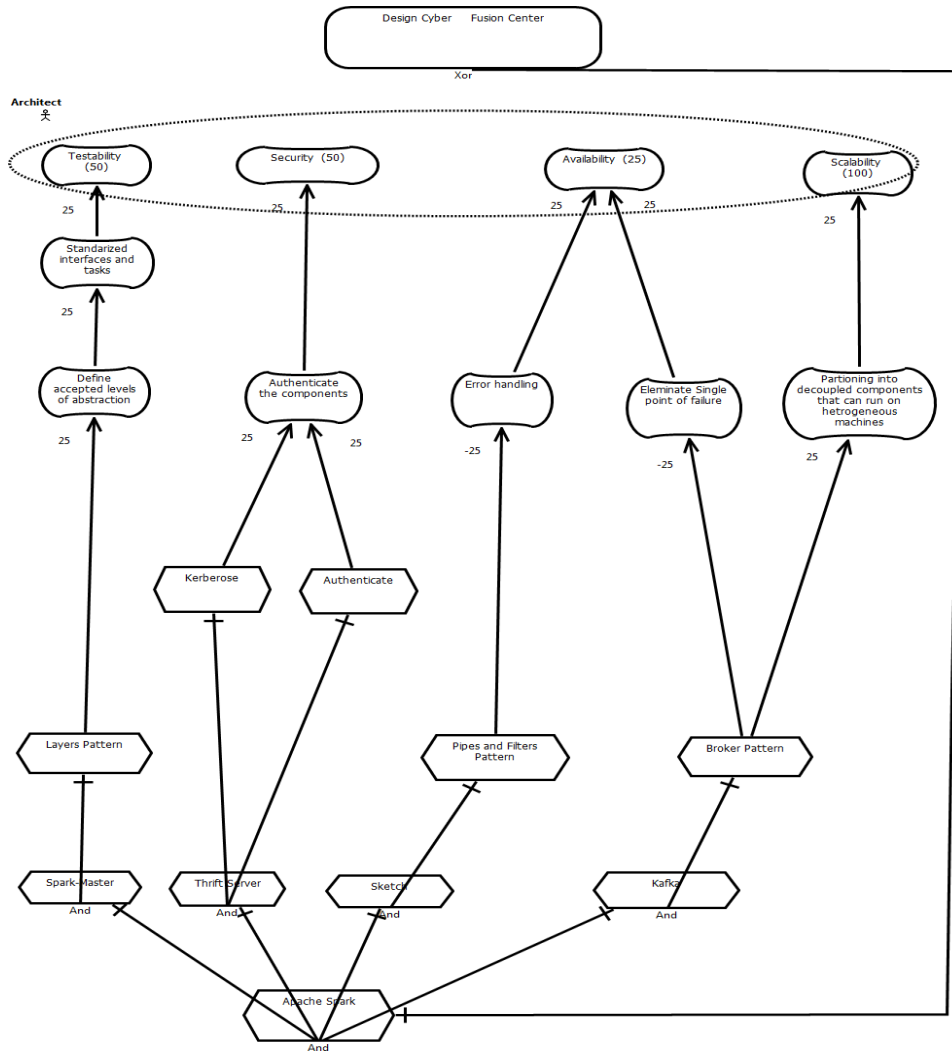 Design Cyber Fusion Center
Xor
Architect
Testability
(50)
Security (50)
Availability (25)
Scalability
(100)
25
25
25
25
25
Standarized
interfaces and
tasks
25
Define
accepted levels
of abstraction
Authenticate
the components
Error handling
Eleminate Single
point of failure
Partioning into
decoupled components
that can run on
hetrogeneous
machines
25
25
25
-25
-25
25
Kerberose
Authenticate
Layers Pattern
Pipes and Filters
Pattern
Broker Pattern
Spark-Master
And
Thrift Server
And
Sketch
And
Kafka
And
Apache Spark
And